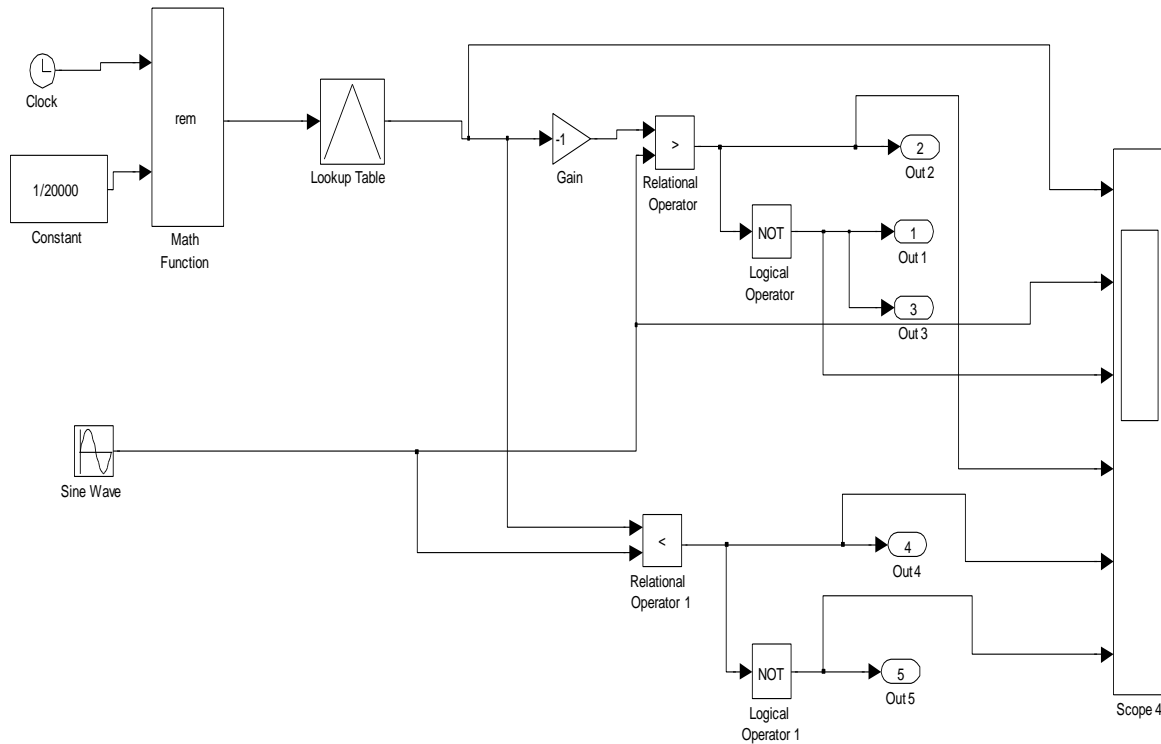 Clock
1/20000
Constant
rem
Math
Function
Lookup Table
-1
Gain
>
Relational
Operator
NOT
Logical
Operator
2
Out 2
1
Out 1
3
Out 3
Sine Wave
<
Relational
Operator 1
4
Out 4
NOT
Logical
Operator 1
5
Out 5
Scope 4